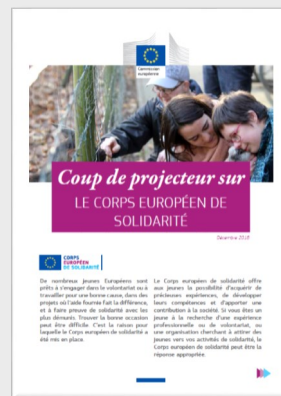 Commission
européenne
Coup de projecteur sur
LE CORPS EUROPÉEN DE
SOLIDARITÉ
Décembre 2018
CORPS
EUROPÉEN
DE SOLIDARITÉ
De nombreux jeunes Européens sont
prêts à s'engager dans le volontariat ou à
travailler pour une bonne cause, dans des
projets où l'aide fournie fait la différence,
et à faire preuve de solidarité avec les
plus démunis. Trouver la bonne occasion
peut être difficile. C'est la raison pour
laquelle le Corps européen de solidarité a
été mis en place.
Le Corps européen de solidarité offre
aux jeunes la possibilité d'acquérir de
précieuses expériences, de développer
leurs compétences et d'apporter une
contribution à la société. Si vous êtes un
jeune à la recherche d'une expérience
professionnelle ou de volontariat, ou
une organisation cherchant à attirer des
jeunes vers vos activités de solidarité, le
Corps européen de solidarité peut être la
réponse appropriée.